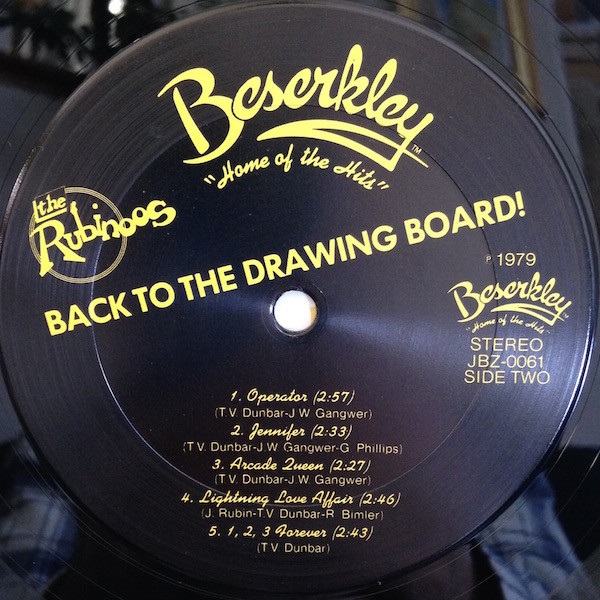 Beserkley™
"Home of the Hits"
the
Rubinoos
BACK TO THE DRAWING BOARD!
℗ 1979
Beserkley™
"Home of the Hits"
STEREO
JBZ-0061
SIDE TWO
1. Operator (2:57)
(T.V. Dunbar-J.W. Gangwer)
2. Jennifer (2:33)
(T.V. Dunbar-J.W. Gangwer-G. Phillips)
3. Arcade Queen (2:27)
(T.V. Dunbar-J.W. Gangwer)
4. Lightning Love Affair (2:46)
(J. Rubin-T.V. Dunbar-R. Bimler)
5. 1, 2, 3 Forever (2:43)
(T.V. Dunbar)